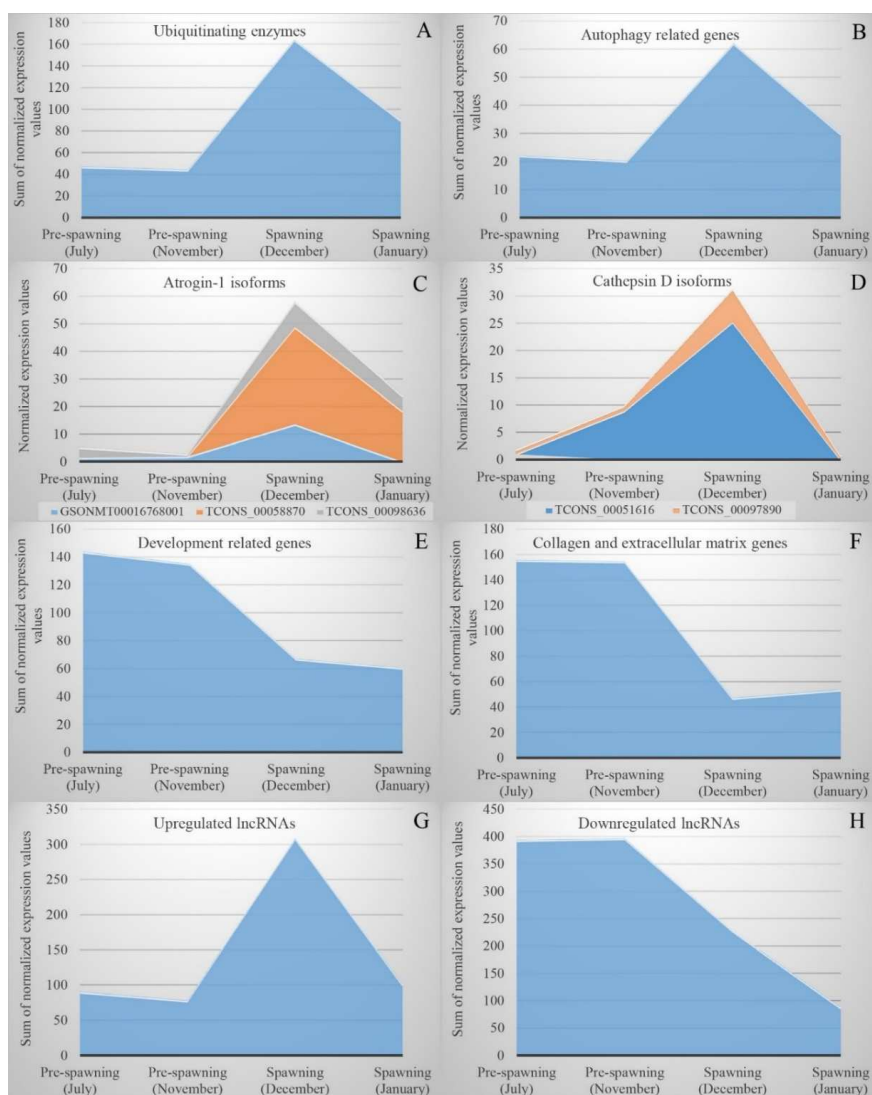 A
Ubiquitinating enzymes
Sum of normalized expression
values
180
160
140
120
100
80
60
40
20
0
Pre-spawning Pre-spawning Spawning Spawning
(July) (November) (December) (January)
B
Autophagy related genes
Sum of normalized expression
values
70
60
50
40
30
20
10
0
Pre-spawning Pre-spawning Spawning Spawning
(July) (November) (December) (January)
C
Atrogin-1 isoforms
Normalized expression values
70
60
50
40
30
20
10
0
Pre-spawning Pre-spawning Spawning Spawning
(July) (November) (December) (January)
GSONMT00016768001 TCONS_00058870 TCONS_00098636
D
Cathepsin D isoforms
Normalized expression values
35
30
25
20
15
10
5
0
Pre-spawning Pre-spawning Spawning Spawning
(July) (November) (December) (January)
TCONS_00051616 TCONS_00097890
E
Development related genes
Sum of normalized expression
values
160
140
120
100
80
60
40
20
0
Pre-spawning Pre-spawning Spawning Spawning
(July) (November) (December) (January)
F
Collagen and extracellular matrix genes
Sum of normalized expression
values
180
160
140
120
100
80
60
40
20
0
Pre-spawning Pre-spawning Spawning Spawning
(July) (November) (December) (January)
G
Upregulated lncRNAs
Sum of normalized expression values
350
300
250
200
150
100
50
0
Pre-spawning Pre-spawning Spawning Spawning
(July) (November) (December) (January)
H
Downregulated lncRNAs
Sum of normalized expression values
450
400
350
300
250
200
150
100
50
0
Pre-spawning Pre-spawning Spawning Spawning
(July) (November) (December) (January)